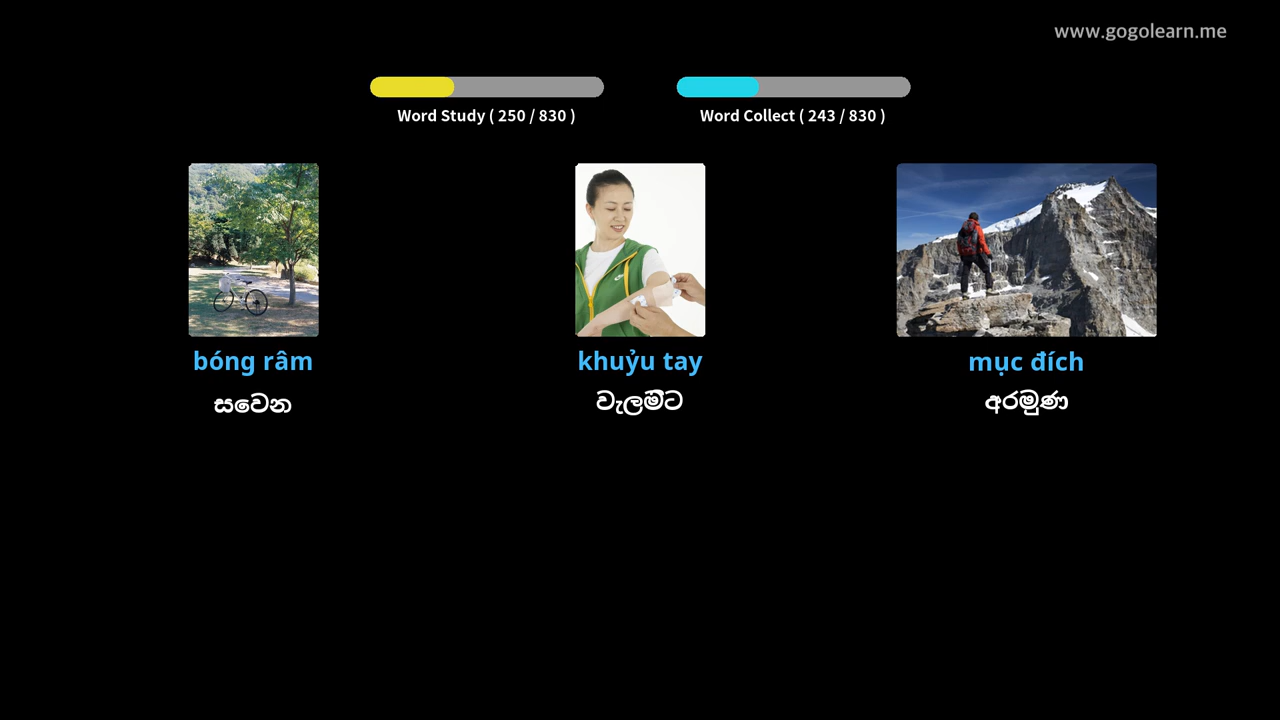 www.gogolearn.me
Word Study ( 250 / 830 )
Word Collect ( 243 / 830 )
bóng râm
khuỷu tay
mục đích
සවෙන
වැලමිට
අරමුණ